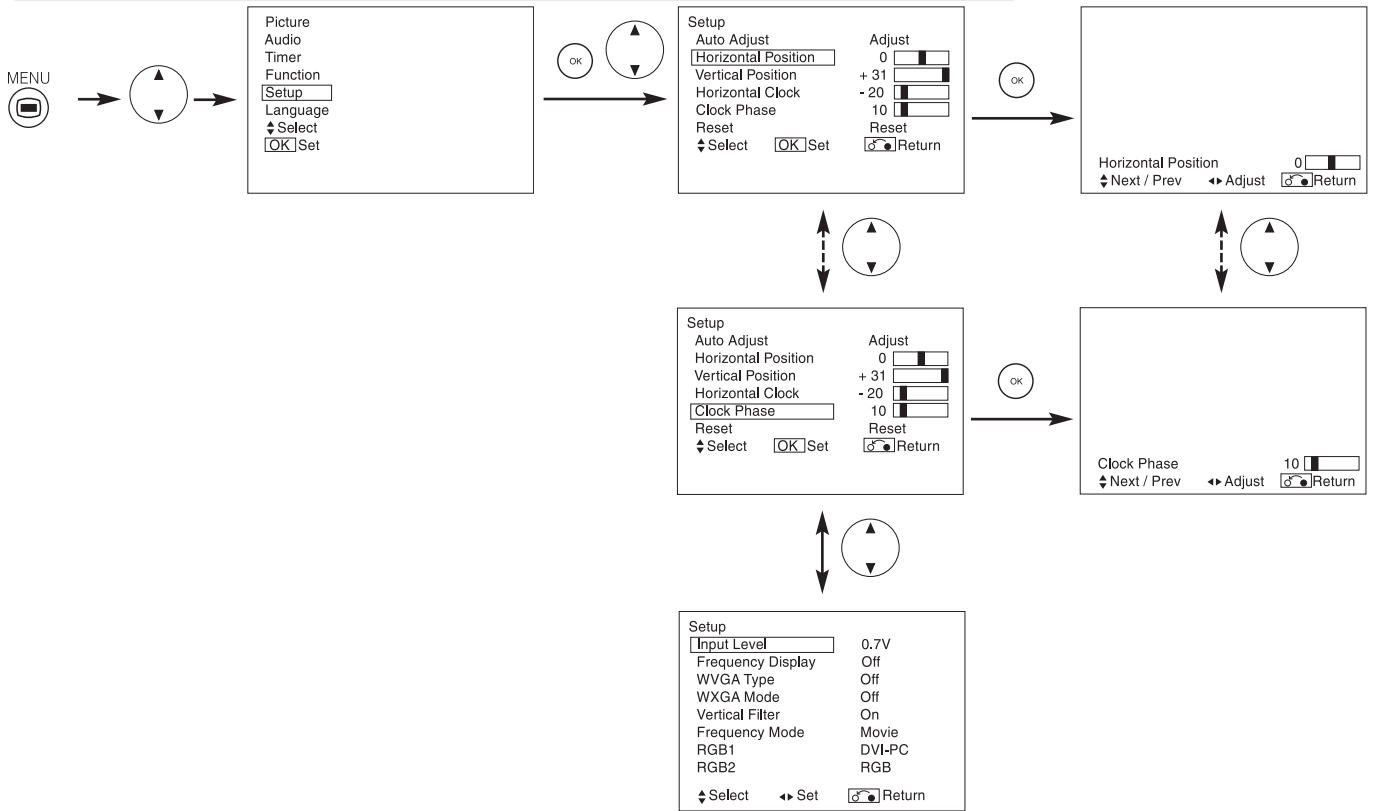 MENU
Picture
Audio
Timer
Function
Setup
Language
Select
OK Set
OK
Setup
Auto Adjust Adjust
Horizontal Position 0
Vertical Position + 31
Horizontal Clock - 20
Clock Phase 10
Reset Reset
Select OK Set Return
OK
Horizontal Position 0
Next / Prev Adjust Return
Setup
Auto Adjust Adjust
Horizontal Position 0
Vertical Position + 31
Horizontal Clock - 20
Clock Phase 10
Reset Reset
Select OK Set Return
OK
Clock Phase 10
Next / Prev Adjust Return
Setup
Input Level 0.7V
Frequency Display Off
WVGA Type Off
WXGA Mode Off
Vertical Filter On
Frequency Mode Movie
RGB1 DVI-PC
RGB2 RGB
Select Set Return